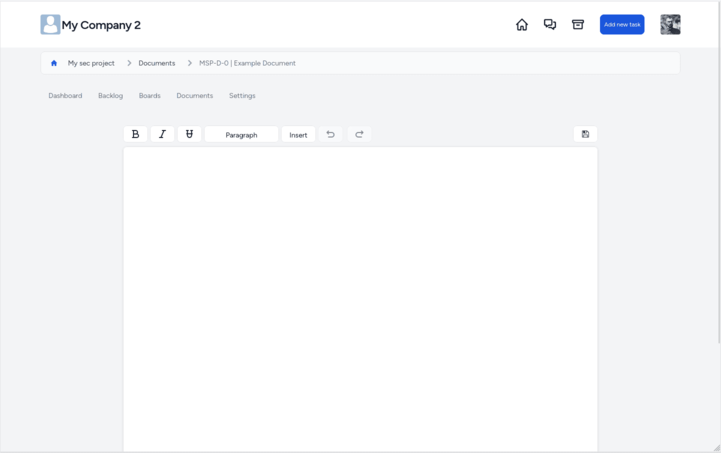 My Company 2
Add new task
My sec project > Documents > MSP-D-0 | Example Document
Dashboard Backlog Boards Documents Settings
B I U Paragraph Insert